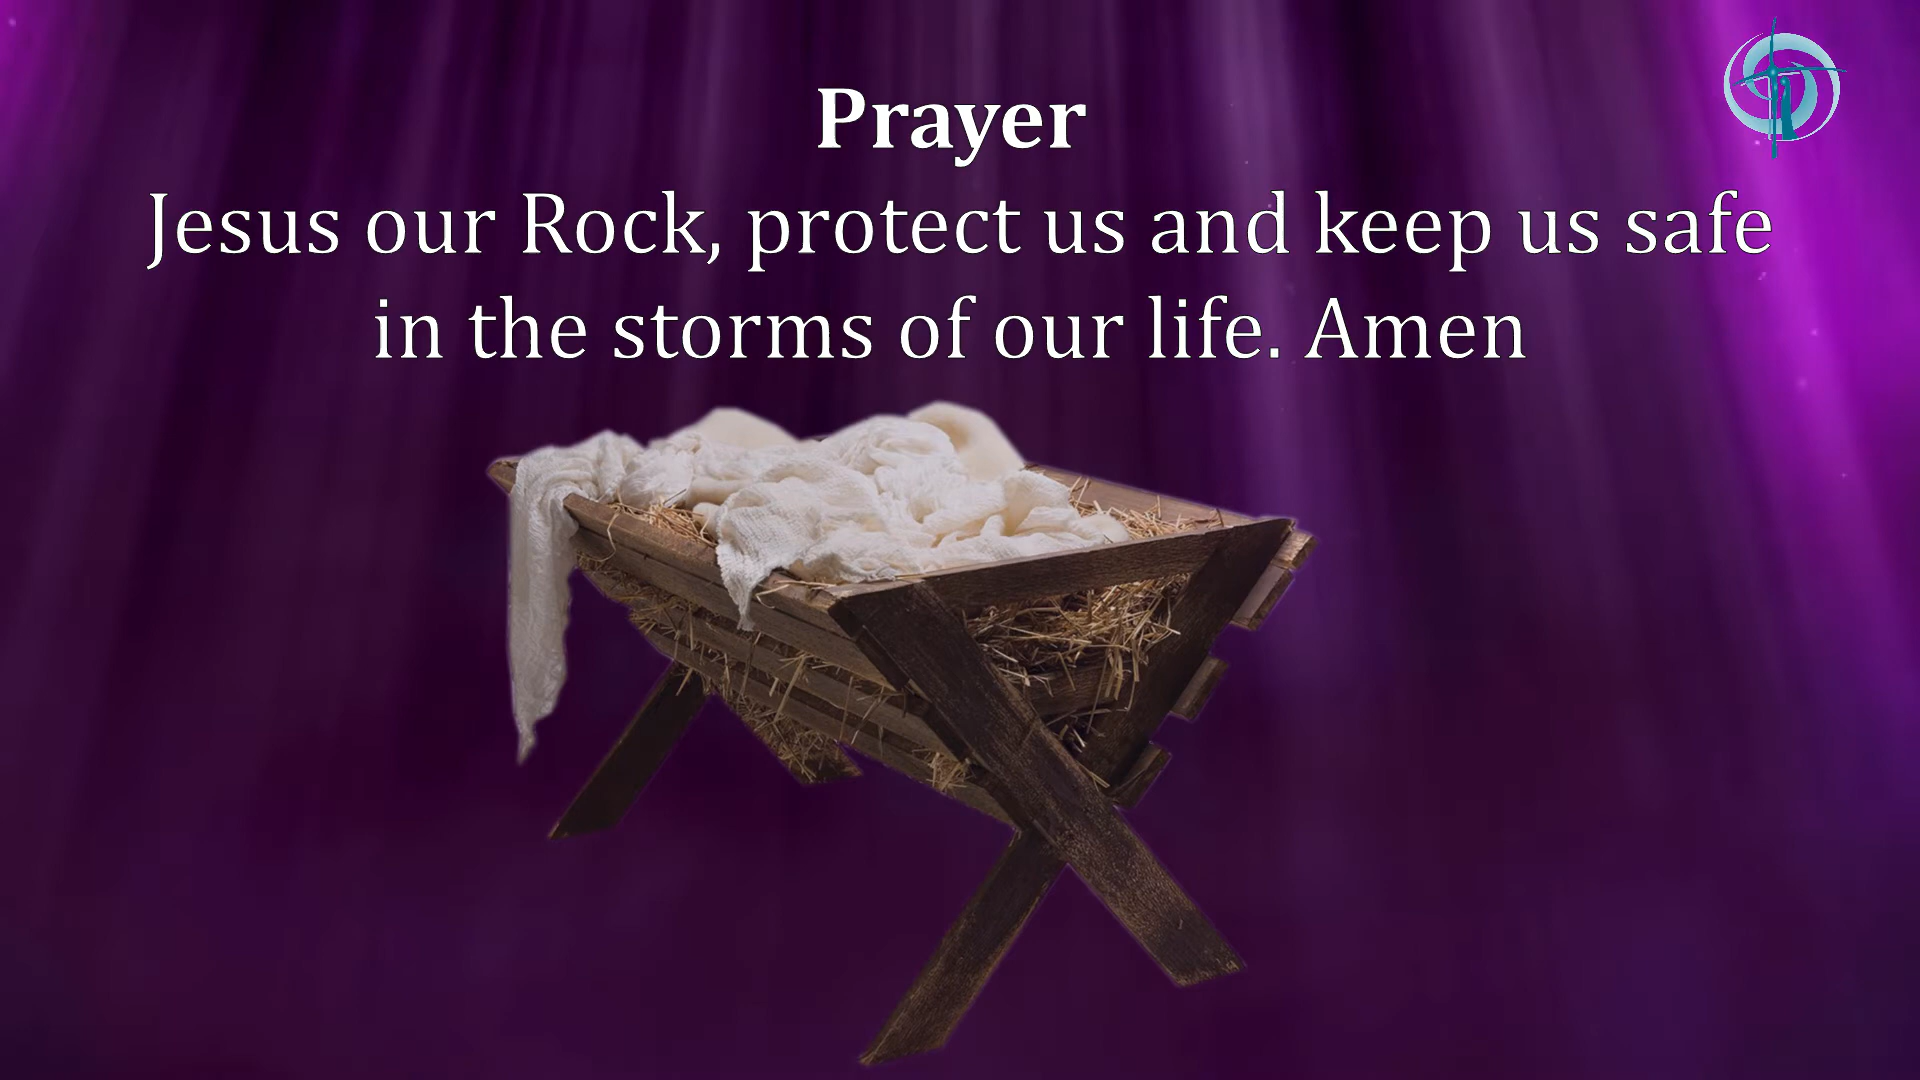 Prayer
Jesus our Rock, protect us and keep us safe
in the storms of our life. Amen